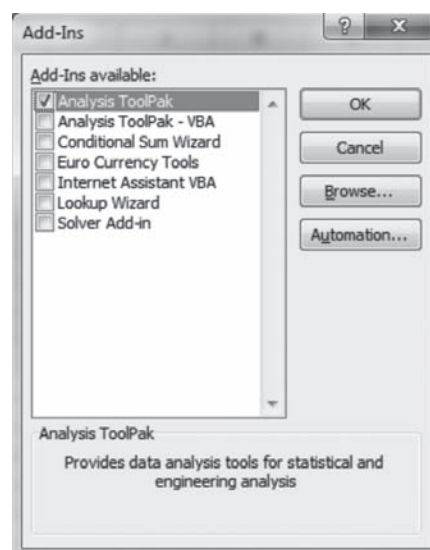 Add-Ins
?
X
Add-Ins available:
Analysis ToolPak
Analysis ToolPak - VBA
Conditional Sum Wizard
Euro Currency Tools
Internet Assistant VBA
Lookup Wizard
Solver Add-in
OK
Cancel
Browse...
Automation...
Analysis ToolPak
Provides data analysis tools for statistical and
engineering analysis